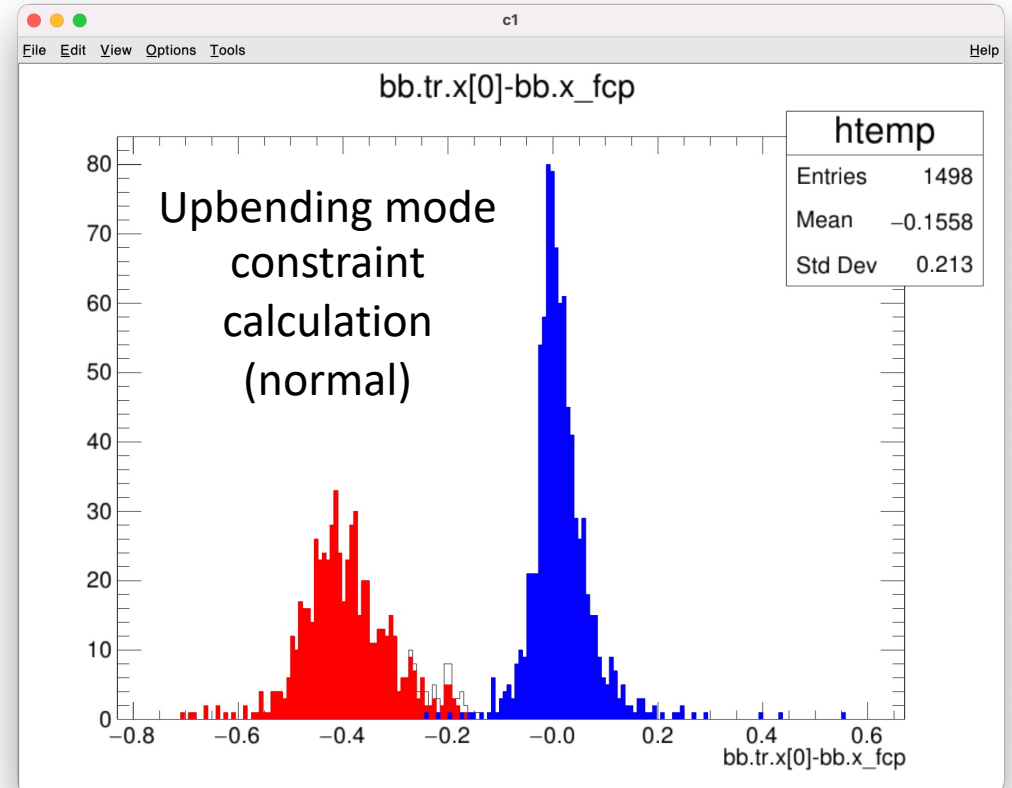 c1
File Edit View Options Tools Help
bb.tr.x[0]-bb.x_fcp
htemp
Entries 1498
Mean −0.1558
Std Dev 0.213
Upbending mode
constraint
calculation
(normal)
80
70
60
50
40
30
20
10
0
−0.8 −0.6 −0.4 −0.2 −0.0 0.2 0.4 0.6
bb.tr.x[0]-bb.x_fcp